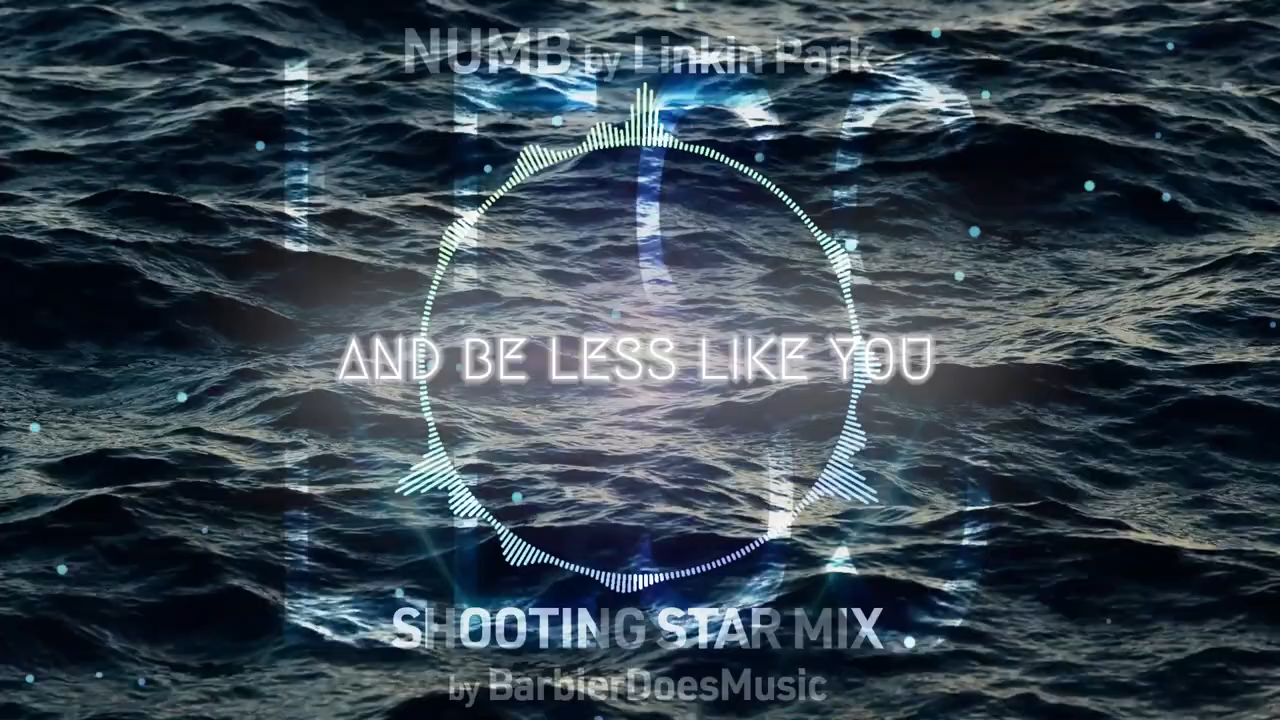 NUMB by Linkin Park
AND BE LESS LIKE YOU
SHOOTING STAR MIX
by BarbierDoesMusic